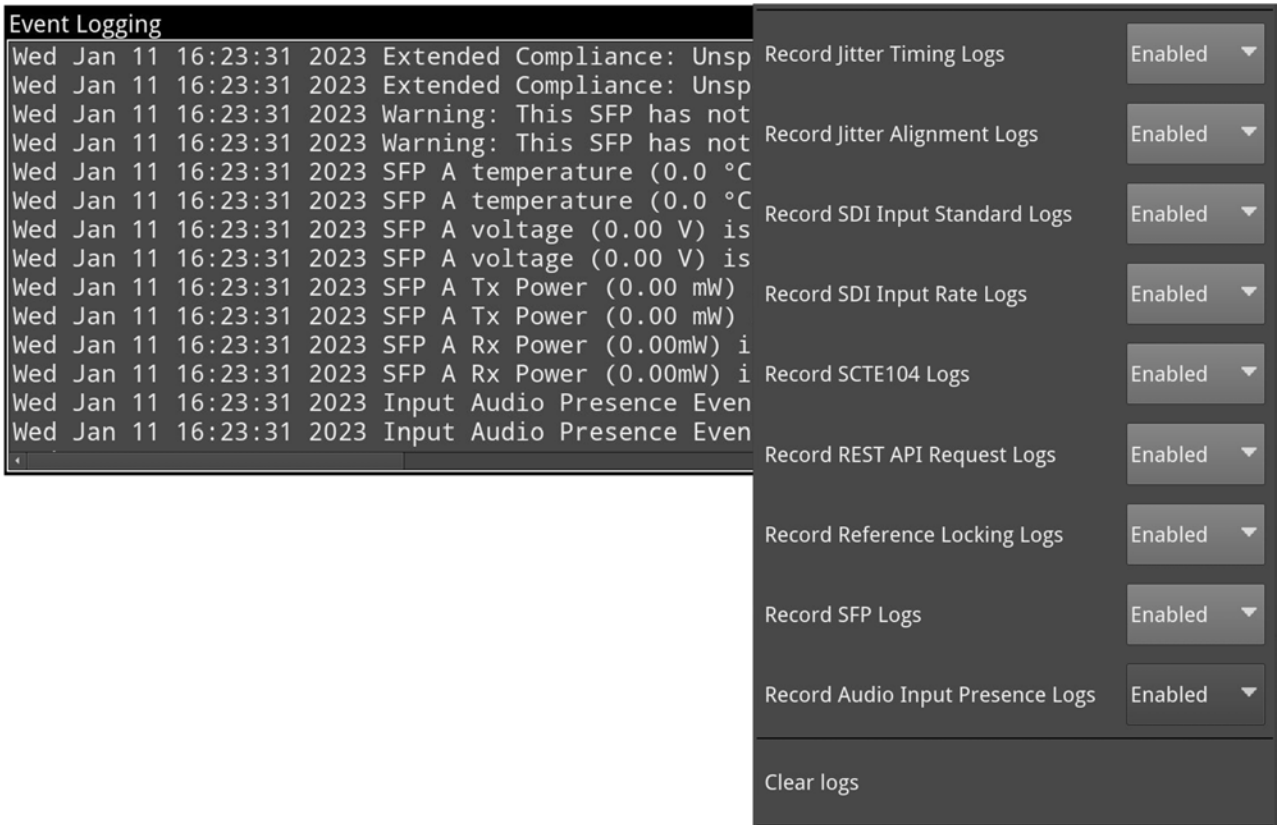 Event Logging
Wed Jan 11 16:23:31 2023 Extended Compliance: Unsp
Wed Jan 11 16:23:31 2023 Extended Compliance: Unsp
Wed Jan 11 16:23:31 2023 Warning: This SFP has not
Wed Jan 11 16:23:31 2023 Warning: This SFP has not
Wed Jan 11 16:23:31 2023 SFP A temperature (0.0 °C
Wed Jan 11 16:23:31 2023 SFP A temperature (0.0 °C
Wed Jan 11 16:23:31 2023 SFP A voltage (0.00 V) is
Wed Jan 11 16:23:31 2023 SFP A voltage (0.00 V) is
Wed Jan 11 16:23:31 2023 SFP A Tx Power (0.00 mW)
Wed Jan 11 16:23:31 2023 SFP A Tx Power (0.00 mW)
Wed Jan 11 16:23:31 2023 SFP A Rx Power (0.00mW) i
Wed Jan 11 16:23:31 2023 SFP A Rx Power (0.00mW) i
Wed Jan 11 16:23:31 2023 Input Audio Presence Even
Wed Jan 11 16:23:31 2023 Input Audio Presence Even
Record Jitter Timing Logs Enabled
Record Jitter Alignment Logs Enabled
Record SDI Input Standard Logs Enabled
Record SDI Input Rate Logs Enabled
Record SCTE104 Logs Enabled
Record REST API Request Logs Enabled
Record Reference Locking Logs Enabled
Record SFP Logs Enabled
Record Audio Input Presence Logs Enabled
Clear logs